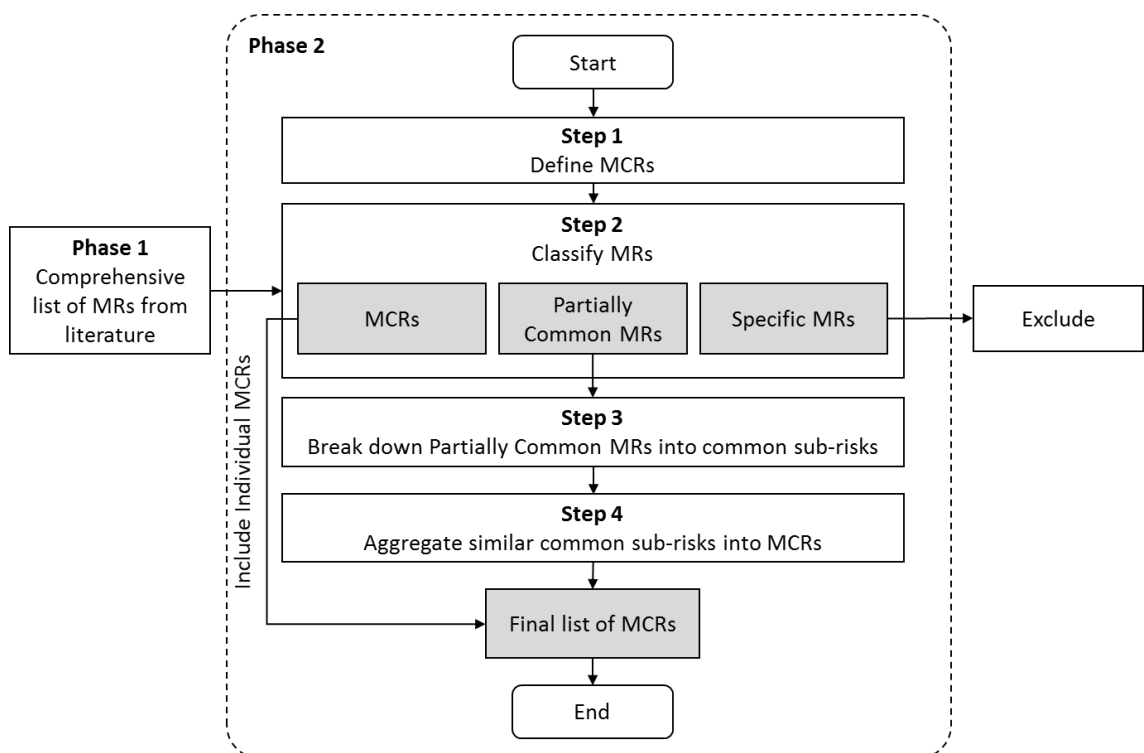 Phase 2
Start
Step 1
Define MCRs
Step 2
Classify MRs
Phase 1
Comprehensive
list of MRs from
literature
MCRs
Partially
Common MRs
Specific MRs
Exclude
Include Individual MCRs
Step 3
Break down Partially Common MRs into common sub-risks
Step 4
Aggregate similar common sub-risks into MCRs
Final list of MCRs
End